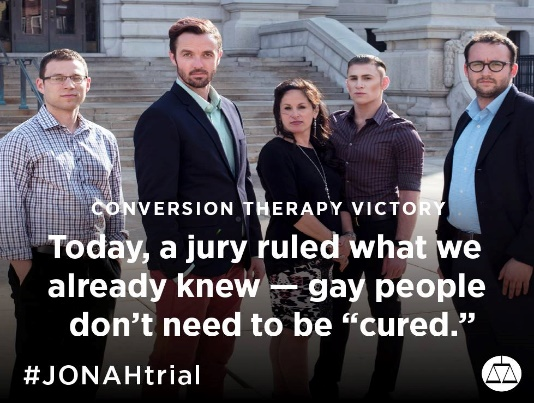 CONVERSION THERAPY VICTORY
Today, a jury ruled what we
already knew — gay people
don’t need to be “cured.”
#JONAHtrial